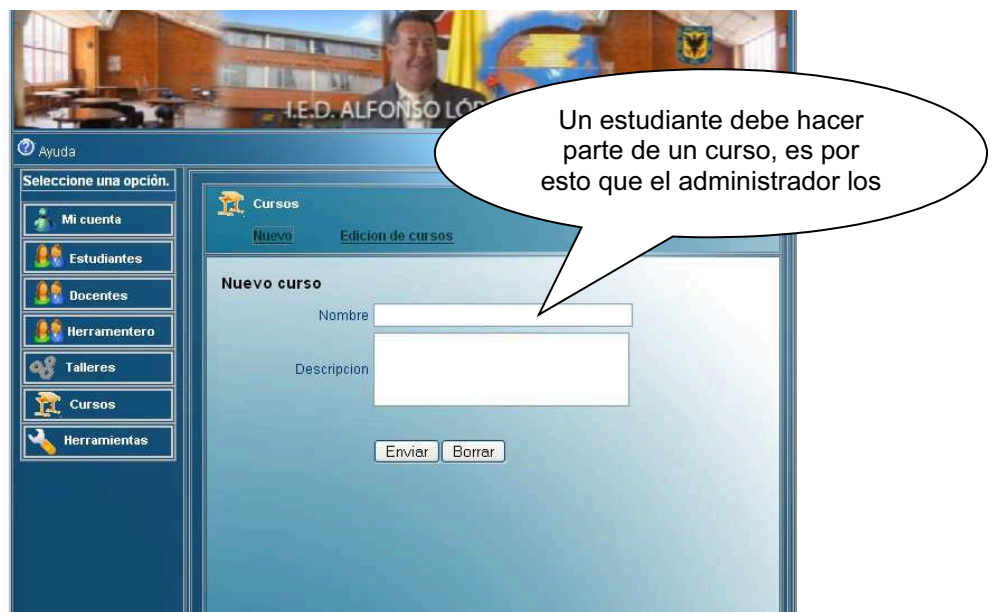 I.E.D. ALFONSO
Un estudiante debe hacer
parte de un curso, es por
esto que el administrador los
Ayuda
Seleccione una opción.
Mi cuenta
Estudiantes
Docentes
Herramentero
Talleres
Cursos
Herramientas
Cursos
Nuevo Edicion de cursos
Nuevo curso
Nombre
Descripcion
Enviar Borrar